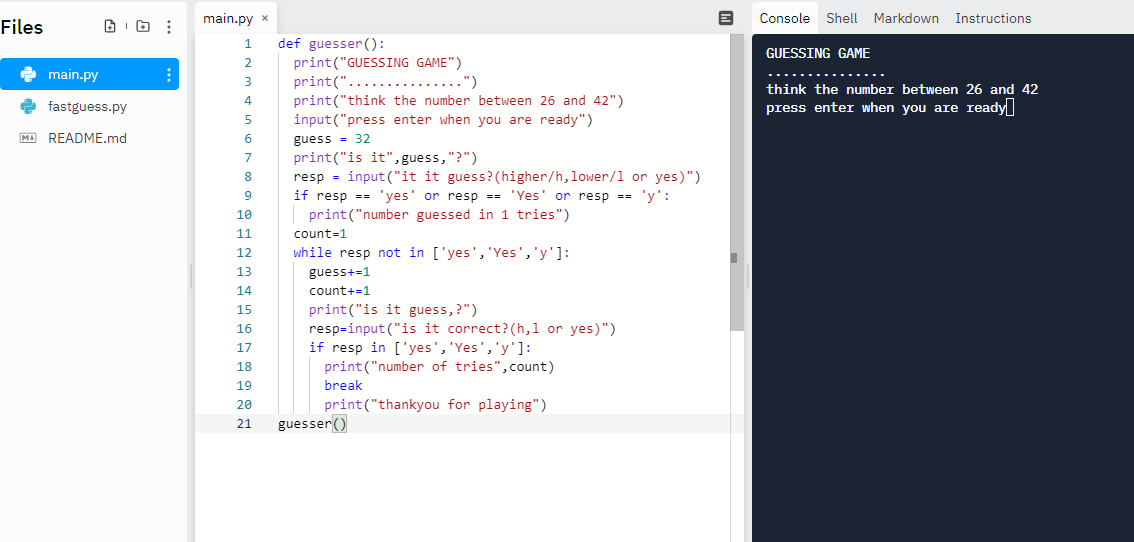 Files
main.py
fastguess.py
README.md
main.py ×
1 def guesser():
2 print("GUESSING GAME")
3 print("...............")
4 print("think the number between 26 and 42")
5 input("press enter when you are ready")
6 guess = 32
7 print("is it",guess,"?")
8 resp = input("it it guess?(higher/h,lower/l or yes)")
9 if resp == 'yes' or resp == 'Yes' or resp == 'y':
10 print("number guessed in 1 tries")
11 count=1
12 while resp not in ['yes','Yes','y']:
13 guess+=1
14 count+=1
15 print("is it guess,?")
16 resp=input("is it correct?(h,l or yes)")
17 if resp in ['yes','Yes','y']:
18 print("number of tries",count)
19 break
20 print("thankyou for playing")
21 guesser()
Console Shell Markdown Instructions
GUESSING GAME
...............
think the number between 26 and 42
press enter when you are ready